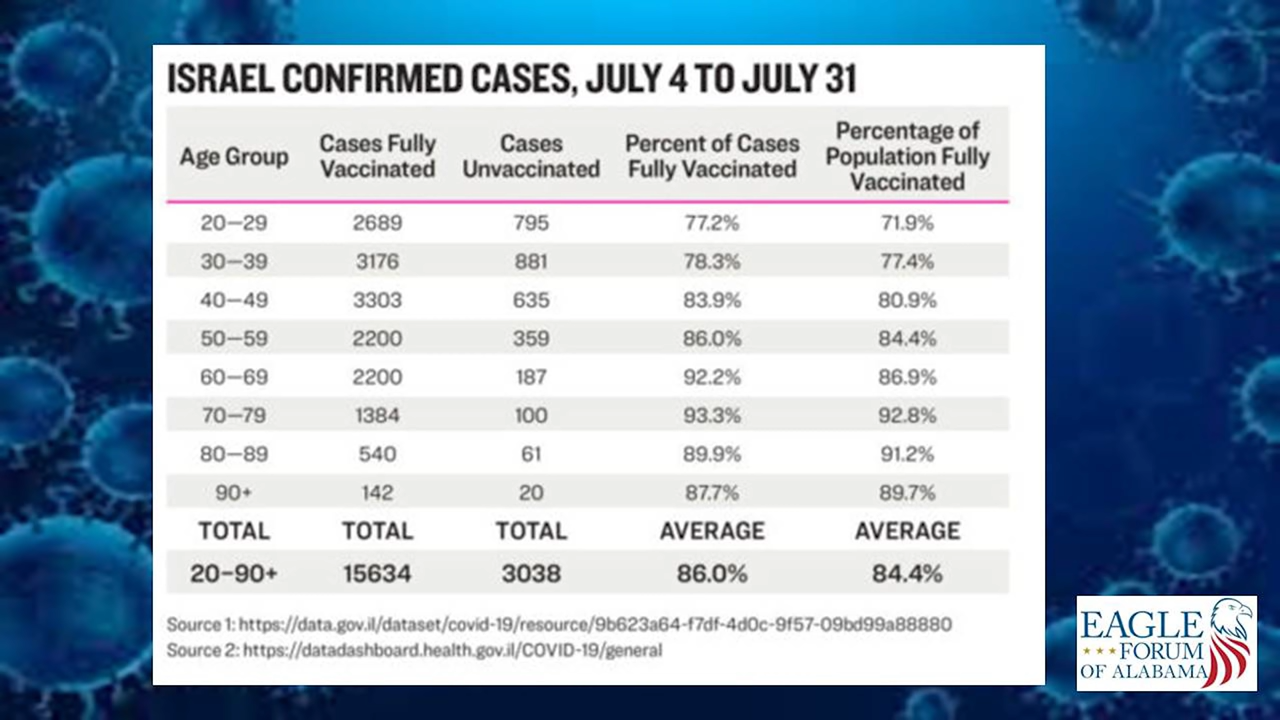 ISRAEL CONFIRMED CASES, JULY 4 TO JULY 31
Age Group Cases Fully Vaccinated Cases Unvaccinated Percent of Cases Fully Vaccinated Percentage of Population Fully Vaccinated
20—29 2689 795 77.2% 71.9%
30—39 3176 881 78.3% 77.4%
40—49 3303 635 83.9% 80.9%
50—59 2200 359 86.0% 84.4%
60—69 2200 187 92.2% 86.9%
70—79 1384 100 93.3% 92.8%
80—89 540 61 89.9% 91.2%
90+ 142 20 87.7% 89.7%
TOTAL TOTAL TOTAL AVERAGE AVERAGE
20–90+ 15634 3038 86.0% 84.4%
Source 1: https://data.gov.il/dataset/covid-19/resource/9b623a64-f7df-4d0c-9f57-09bd99a88880
Source 2: https://datadashboard.health.gov.il/COVID-19/general
EAGLE
FORUM
OF ALABAMA